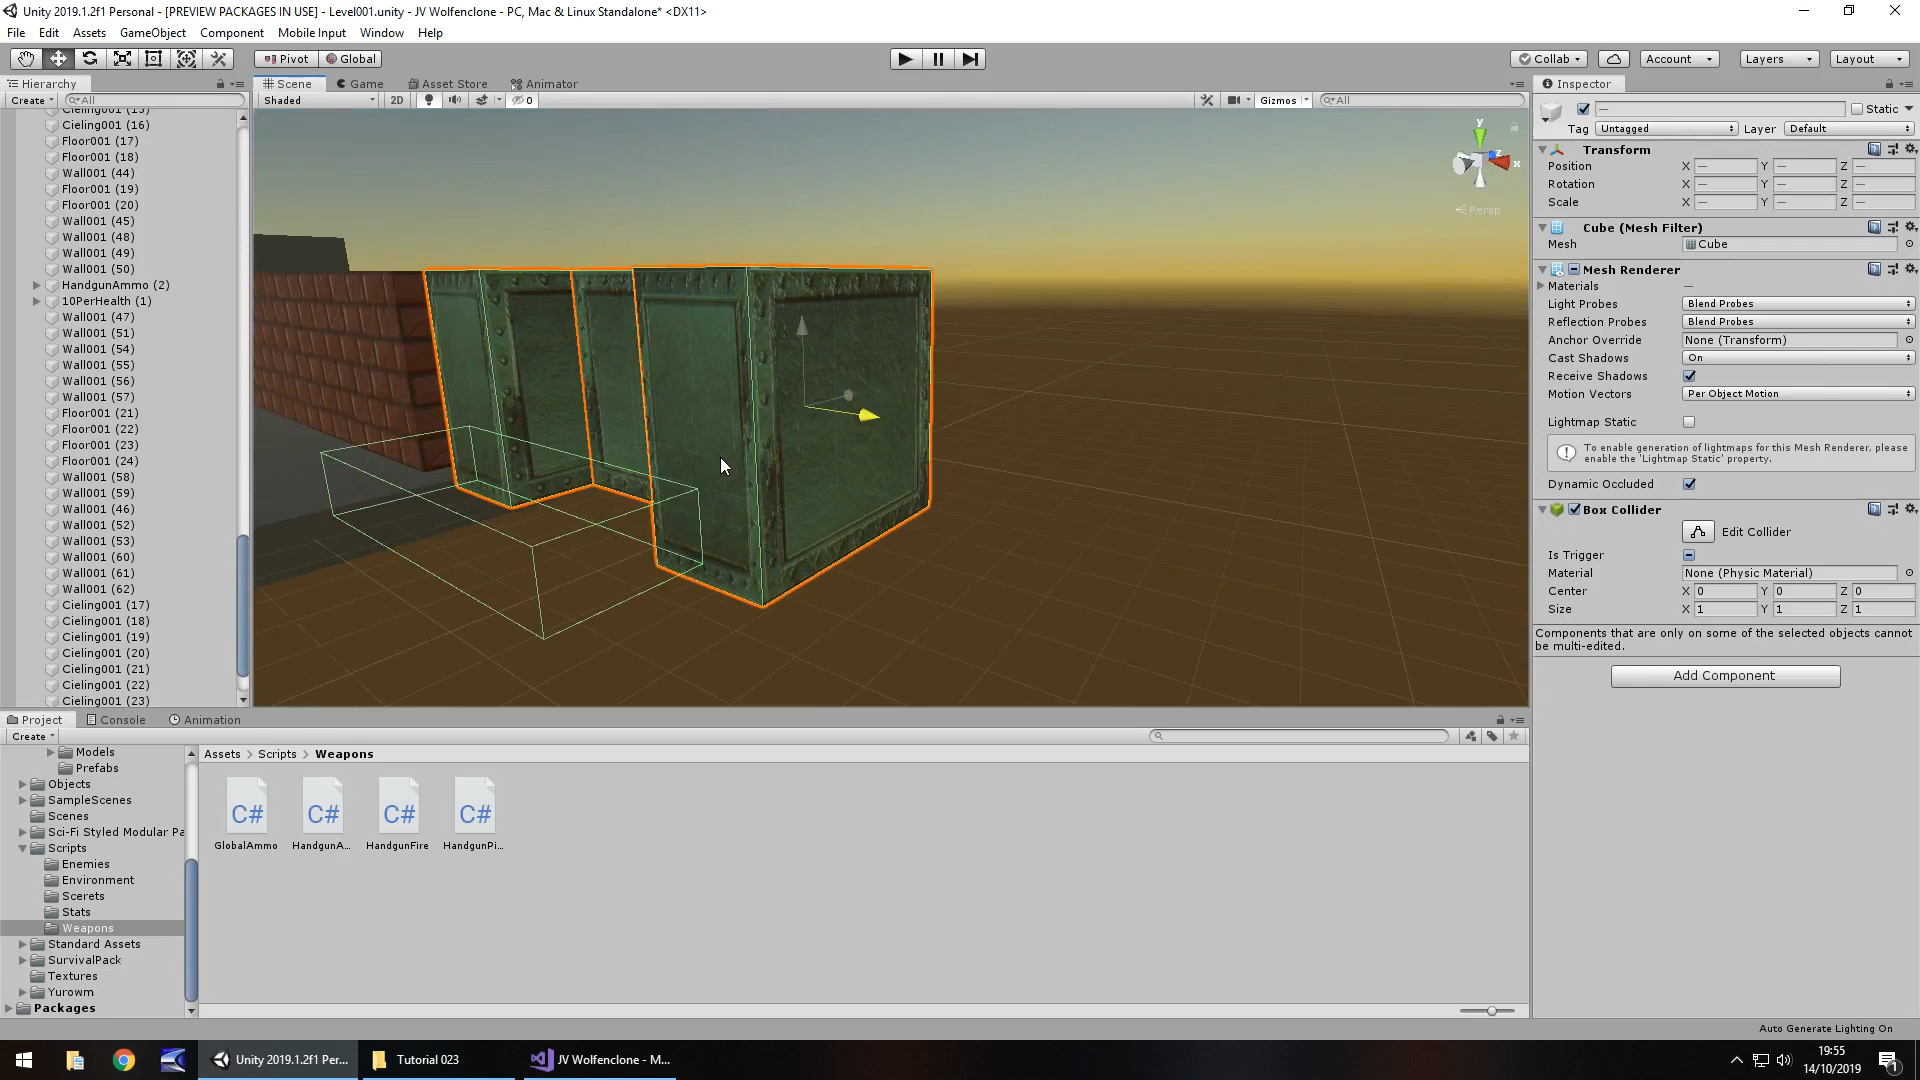 Unity 2019.1.2f1 Personal - [PREVIEW PACKAGES IN USE] - Level001.unity - JV Wolfenclone - PC, Mac & Linux Standalone* <DX11>
File Edit Assets GameObject Component Mobile Input Window Help
Pivot Global Collab Account Layers Layout
Hierarchy Scene Game Asset Store Animator Inspector
Create All Shaded 2D 0 Gizmos All
Cieling001 (15)
Cieling001 (16)
Floor001 (17)
Floor001 (18)
Wall001 (44)
Floor001 (19)
Floor001 (20)
Wall001 (45)
Wall001 (48)
Wall001 (49)
Wall001 (50)
HandgunAmmo (2)
10PerHealth (1)
Wall001 (47)
Wall001 (51)
Wall001 (54)
Wall001 (55)
Wall001 (56)
Wall001 (57)
Floor001 (21)
Floor001 (22)
Floor001 (23)
Floor001 (24)
Wall001 (58)
Wall001 (59)
Wall001 (46)
Wall001 (52)
Wall001 (53)
Wall001 (60)
Wall001 (61)
Wall001 (62)
Cieling001 (17)
Cieling001 (18)
Cieling001 (19)
Cieling001 (20)
Cieling001 (21)
Cieling001 (22)
Cieling001 (23)
y
x
z
Persp
— Static
Tag Untagged Layer Default
Transform
Position X — Y — Z —
Rotation X — Y — Z —
Scale X — Y — Z —
Cube (Mesh Filter)
Mesh Cube
Mesh Renderer
Materials —
Light Probes Blend Probes
Reflection Probes Blend Probes
Anchor Override None (Transform)
Cast Shadows On
Receive Shadows
Motion Vectors Per Object Motion
Lightmap Static
To enable generation of lightmaps for this Mesh Renderer, please
enable the 'Lightmap Static' property.
Dynamic Occluded
Box Collider
Edit Collider
Is Trigger
Material None (Physic Material)
Center X 0 Y 0 Z 0
Size X 1 Y 1 Z 1
Components that are only on some of the selected objects cannot
be multi-edited.
Add Component
Project Console Animation
Create
Models
Prefabs
Objects
SampleScenes
Scenes
Sci-Fi Styled Modular Pa
Scripts
Enemies
Environment
Scerets
Stats
Weapons
Standard Assets
SurvivalPack
Textures
Yurowm
Packages
Assets > Scripts > Weapons
C# C# C# C#
GlobalAmmo HandgunA... HandgunFire HandgunPi...
Auto Generate Lighting On
Unity 2019.1.2f1 Per... Tutorial 023 JV Wolfenclone - M...
19:55
14/10/2019
1